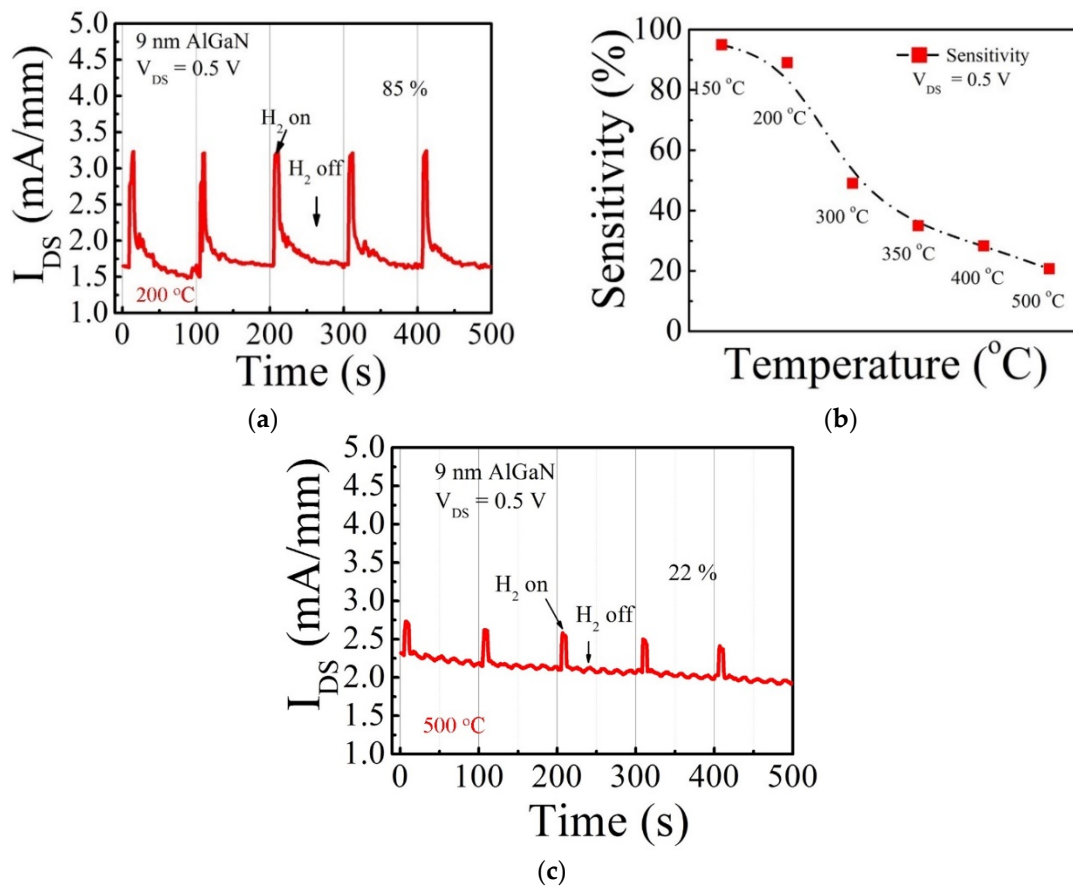 5.0
4.5
4.0
3.5
3.0
2.5
2.0
1.5
1.0
I_DS (mA/mm)
9 nm AlGaN
V_DS = 0.5 V
85 %
H_2 on
H_2 off
200 °C
0 100 200 300 400 500
Time (s)
(a)
100
80
60
40
20
0
Sensitivity (%)
Sensitivity
V_DS = 0.5 V
150 °C
200 °C
300 °C
350 °C
400 °C
500 °C
Temperature (°C)
(b)
5.0
4.5
4.0
3.5
3.0
2.5
2.0
1.5
1.0
I_DS (mA/mm)
9 nm AlGaN
V_DS = 0.5 V
22 %
H_2 on
H_2 off
500 °C
0 100 200 300 400 500
Time (s)
(c)